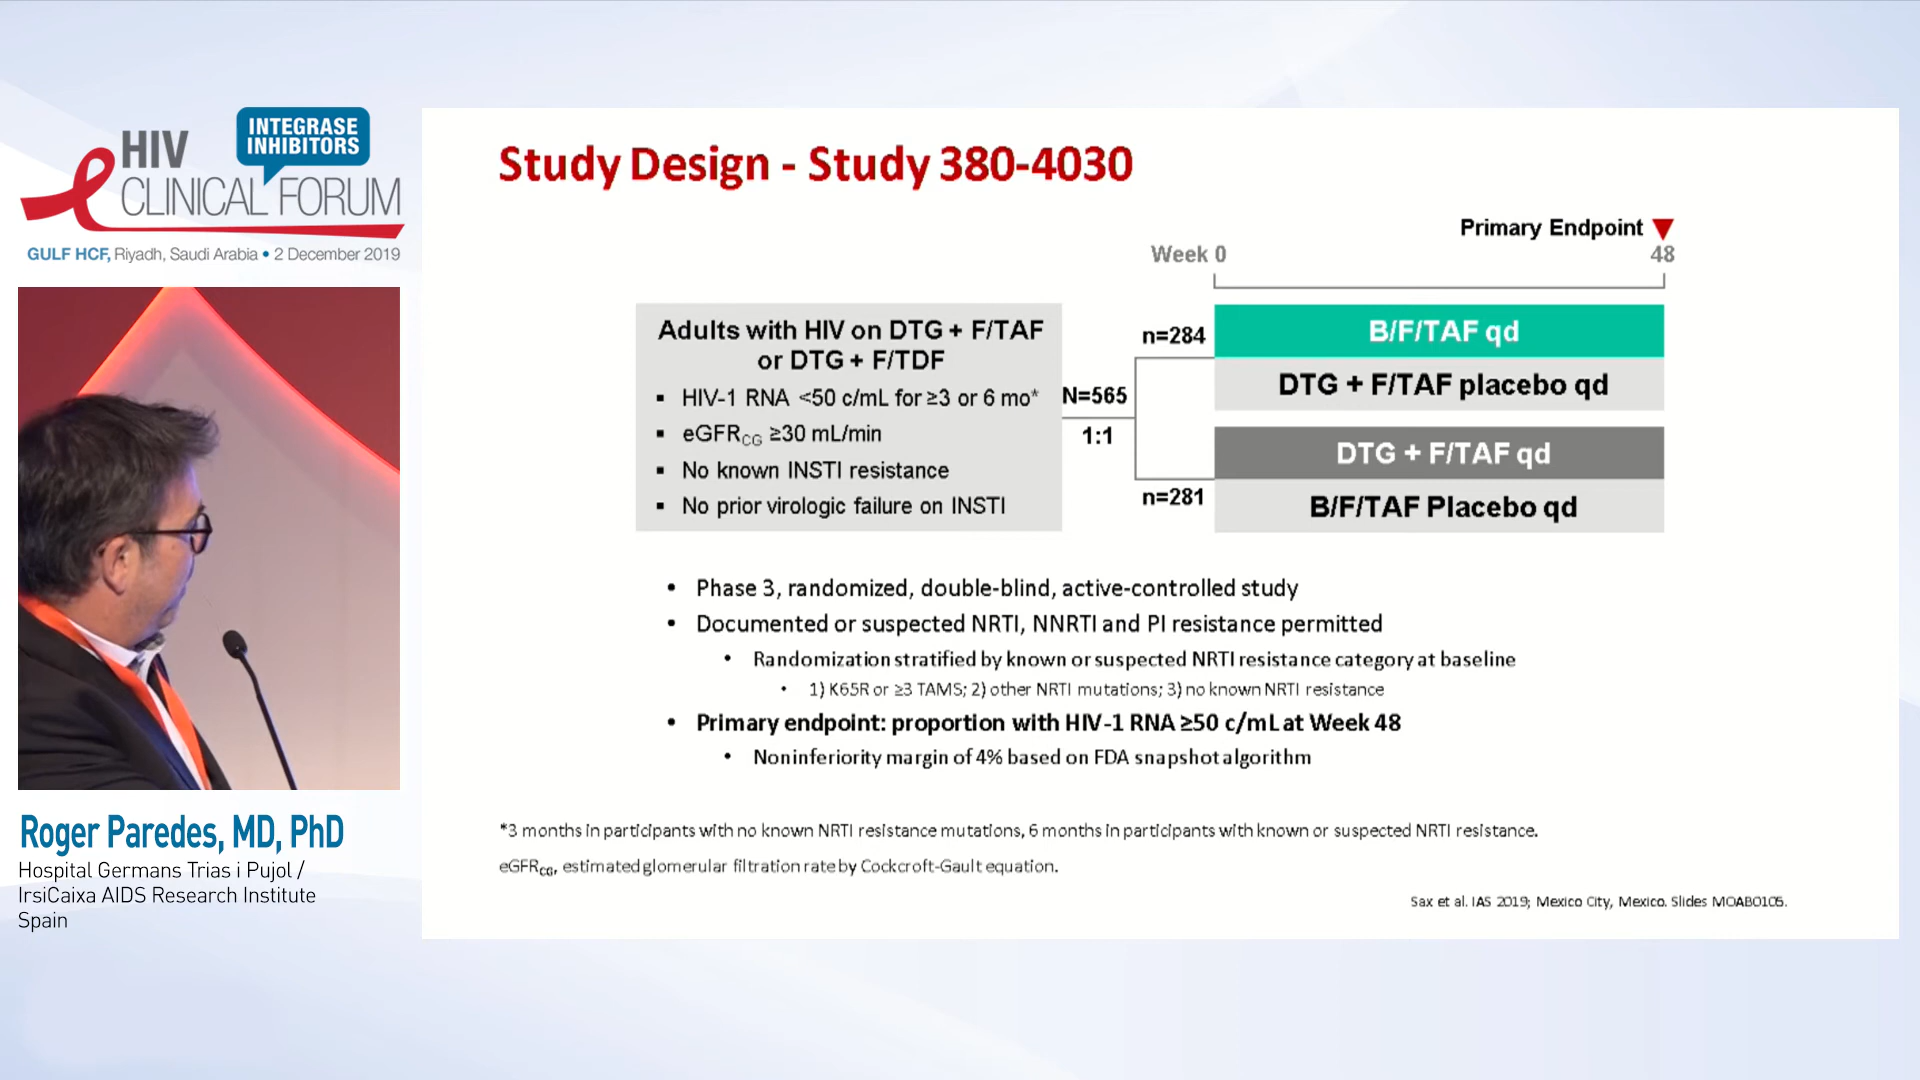 INTEGRASE
INHIBITORS
HIV
CLINICAL FORUM
GULF HCF, Riyadh, Saudi Arabia • 2 December 2019
Roger Paredes, MD, PhD
Hospital Germans Trias i Pujol /
IrsiCaixa AIDS Research Institute
Spain
Study Design - Study 380-4030
Primary Endpoint
Week 0
48
Adults with HIV on DTG + F/TAF
or DTG + F/TDF
▪ HIV-1 RNA <50 c/mL for ≥3 or 6 mo*
▪ eGFRCG ≥30 mL/min
▪ No known INSTI resistance
▪ No prior virologic failure on INSTI
N=565
1:1
n=284
B/F/TAF qd
DTG + F/TAF placebo qd
DTG + F/TAF qd
n=281
B/F/TAF Placebo qd
• Phase 3, randomized, double-blind, active-controlled study
• Documented or suspected NRTI, NNRTI and PI resistance permitted
• Randomization stratified by known or suspected NRTI resistance category at baseline
• 1) K65R or ≥3 TAMS; 2) other NRTI mutations; 3) no known NRTI resistance
• Primary endpoint: proportion with HIV-1 RNA ≥50 c/mL at Week 48
• Noninferiority margin of 4% based on FDA snapshot algorithm
*3 months in participants with no known NRTI resistance mutations, 6 months in participants with known or suspected NRTI resistance.
eGFRCG, estimated glomerular filtration rate by Cockcroft-Gault equation.
Sax et al. IAS 2019; Mexico City, Mexico. Slides MOAB0105.